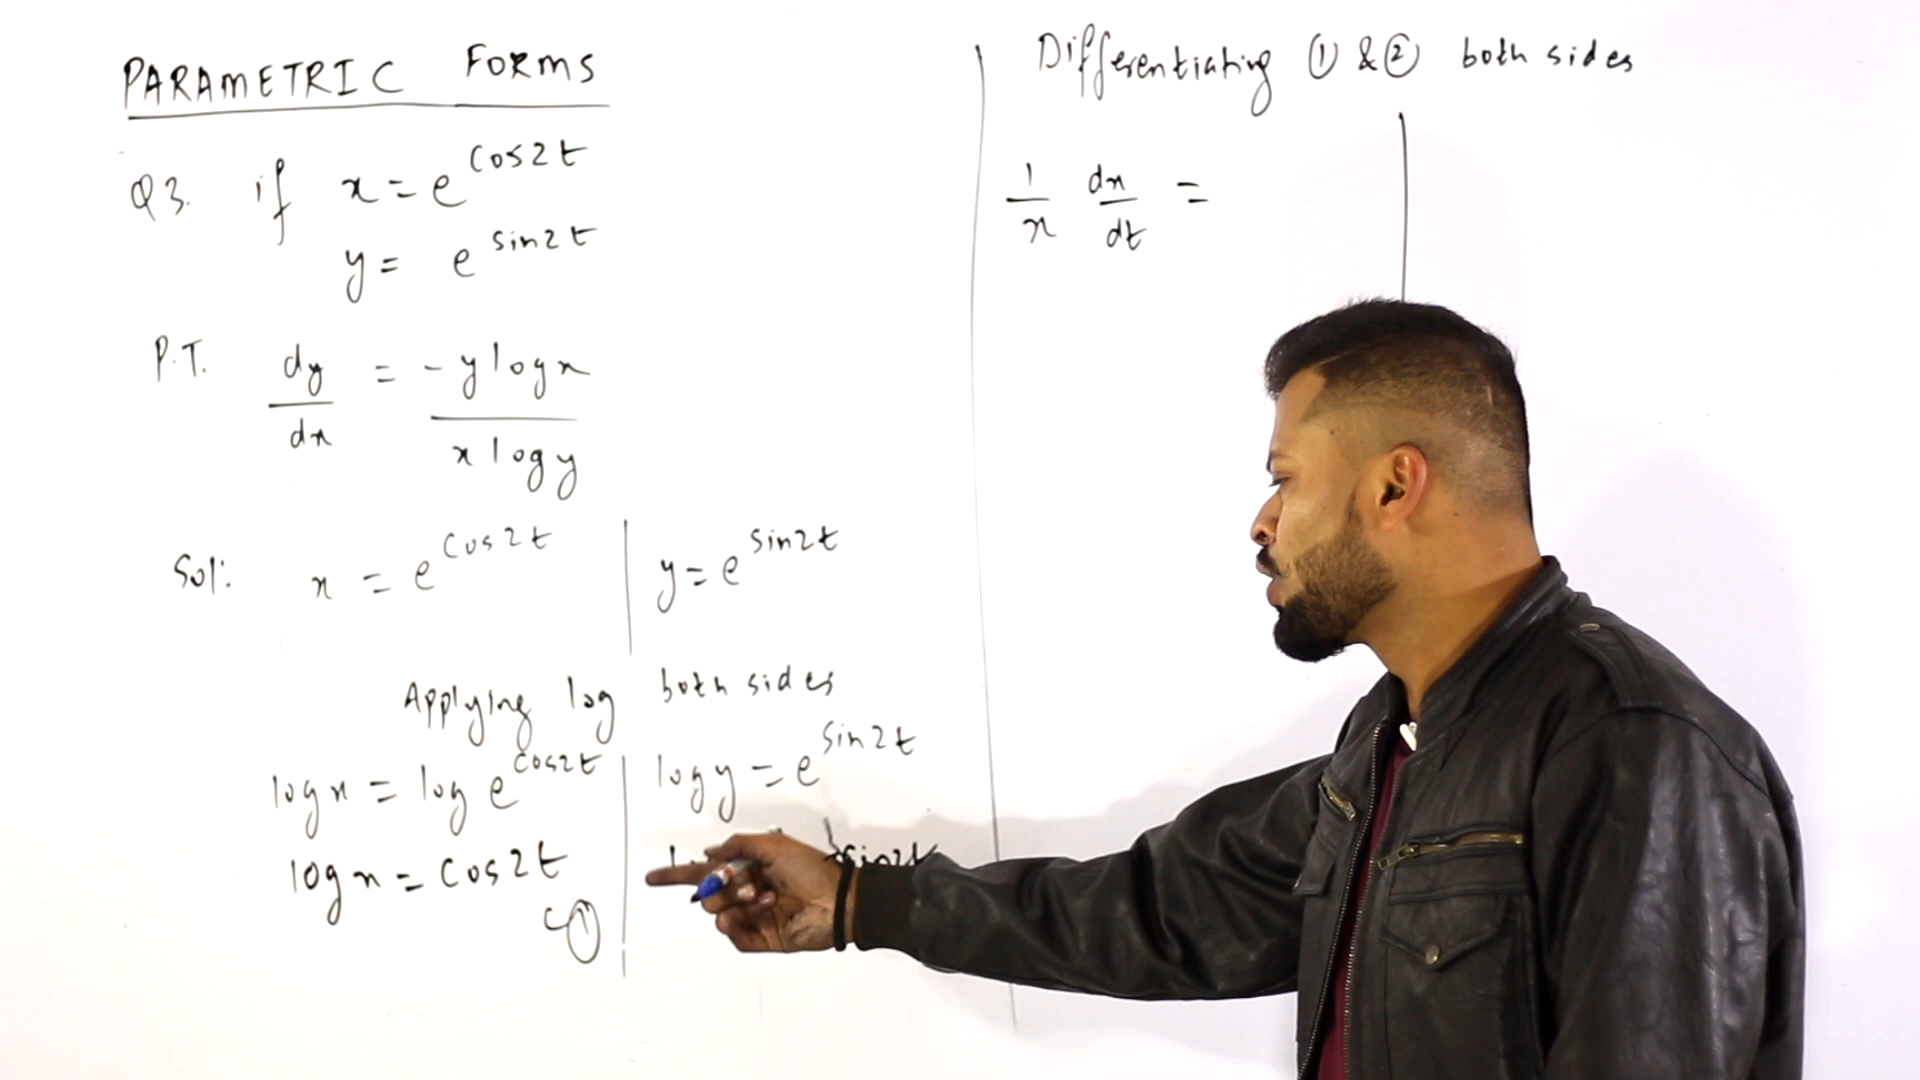 PARAMETRIC FORMS
Q3. if x = e^cos2t
y = e^sin2t
P.T. dy/dx = -y log x / x log y
Sol: x = e^cos2t | y = e^sin2t
Applying log both sides
log x = log e^cos2t | log y = e^sin2t
log x = cos2t | sin2t
①
Differentiating ① & ② both sides
1/x dx/dt =